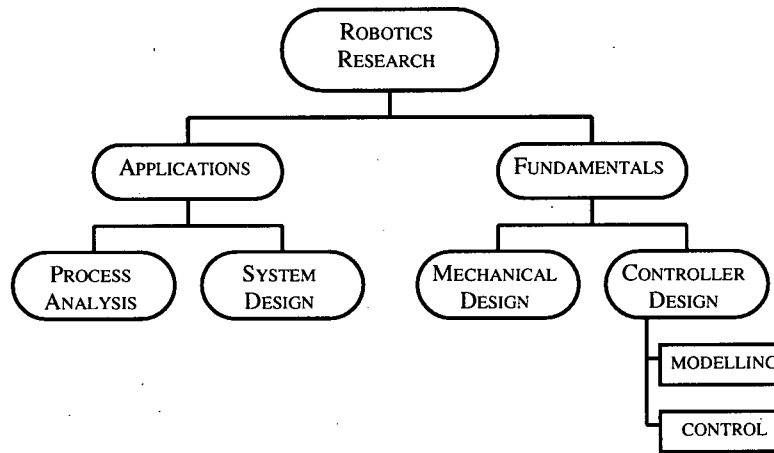 ROBOTICS
RESEARCH
APPLICATIONS
FUNDAMENTALS
PROCESS
ANALYSIS
SYSTEM
DESIGN
MECHANICAL
DESIGN
CONTROLLER
DESIGN
MODELLING
CONTROL